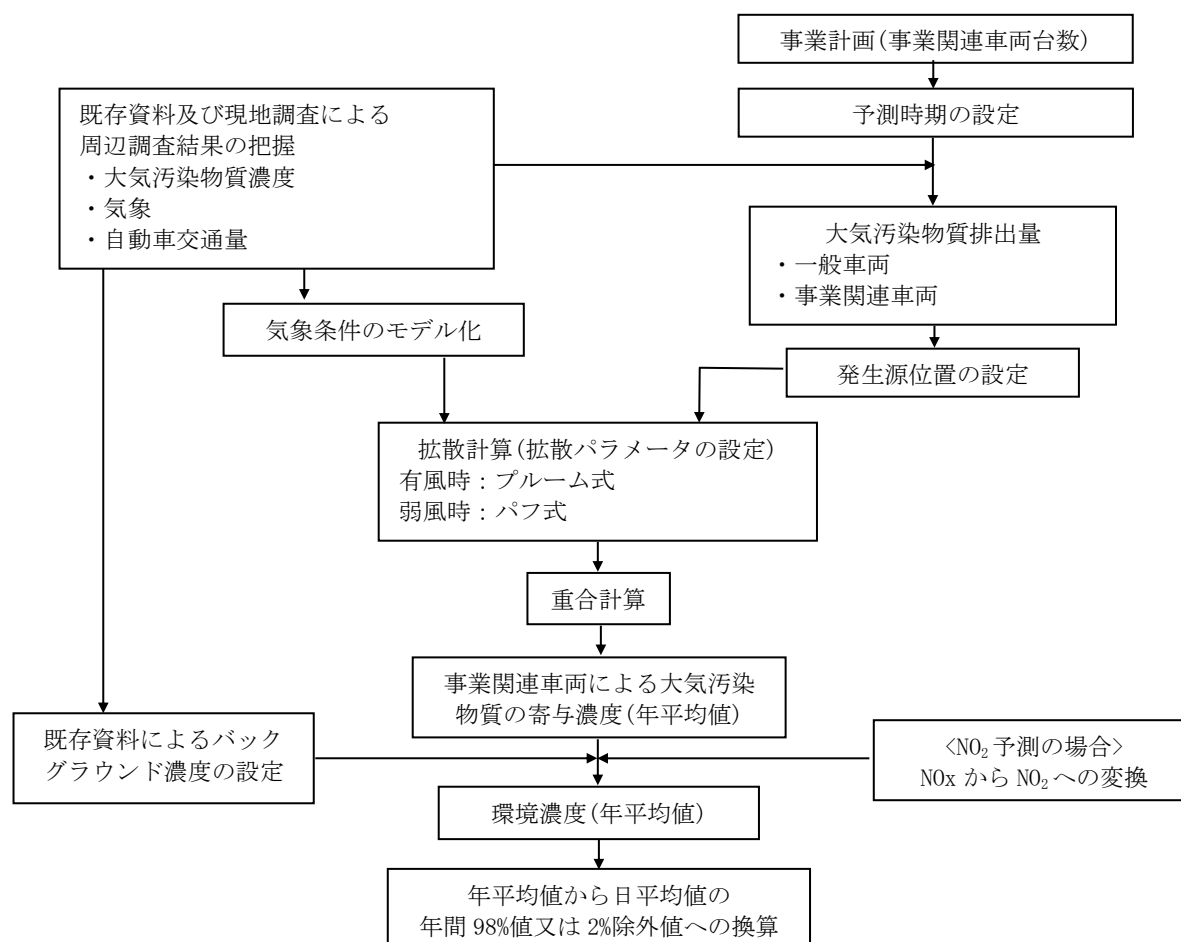 事業計画(事業関連車両台数)
予測時期の設定
既存資料及び現地調査による
周辺調査結果の把握
・大気汚染物質濃度
・気象
・自動車交通量
大気汚染物質排出量
・一般車両
・事業関連車両
気象条件のモデル化
発生源位置の設定
拡散計算(拡散パラメータの設定)
有風時：プルーム式
弱風時：パフ式
重合計算
事業関連車両による大気汚染
物質の寄与濃度(年平均値)
既存資料によるバック
グラウンド濃度の設定
<NO₂予測の場合>
NOx から NO₂への変換
環境濃度(年平均値)
年平均値から日平均値の
年間 98%値又は 2%除外値への換算